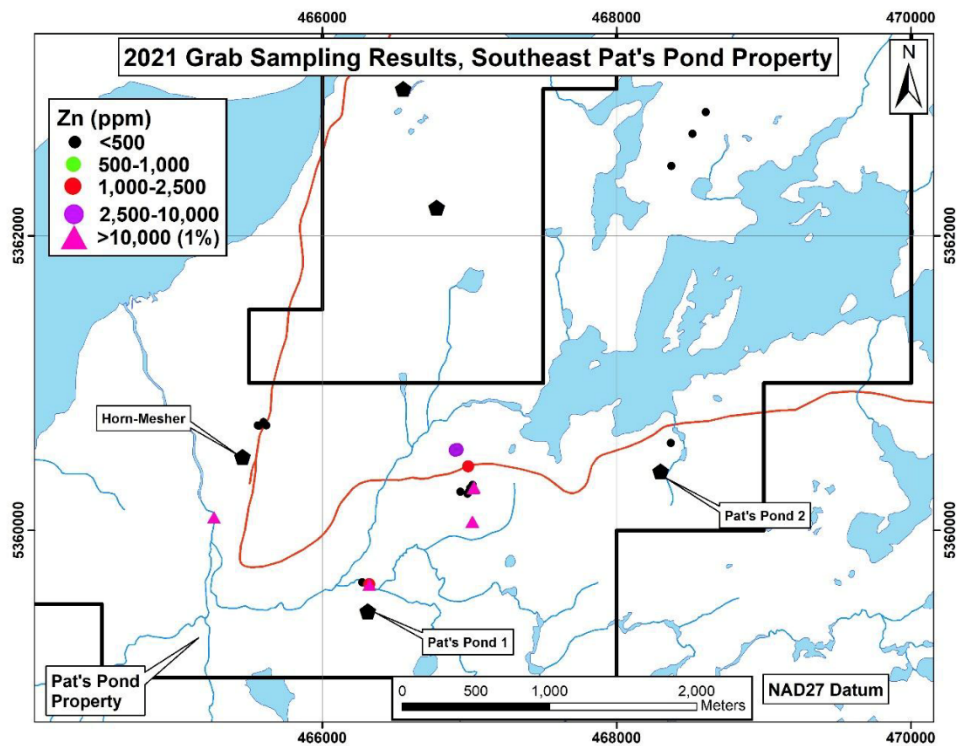 466000 468000 470000
2021 Grab Sampling Results, Southeast Pat's Pond Property
N
Zn (ppm)
<500
500-1,000
1,000-2,500
2,500-10,000
>10,000 (1%)
5362000 5362000
Horn-Mesher
5360000 5360000
Pat's Pond 2
Pat's Pond 1
Pat's Pond
Property
0 500 1,000 2,000
Meters
NAD27 Datum
466000 468000 470000